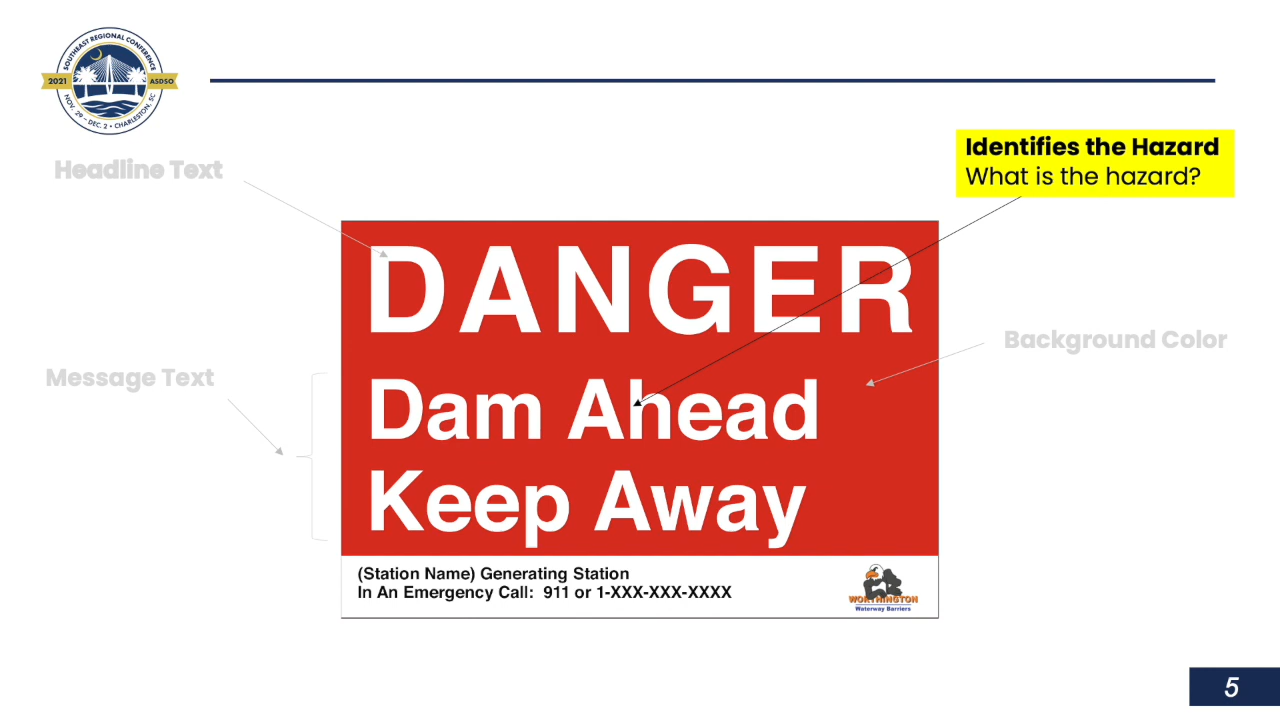 SOUTHEAST REGIONAL CONFERENCE
2021
ASDSO
NOV. 29 - DEC. 2 • CHARLESTON, SC
Headline Text
Identifies the Hazard
What is the hazard?
DANGER
Background Color
Message Text
Dam Ahead
Keep Away
(Station Name) Generating Station
In An Emergency Call: 911 or 1-XXX-XXX-XXXX
WORTHINGTON
Waterway Barriers
5